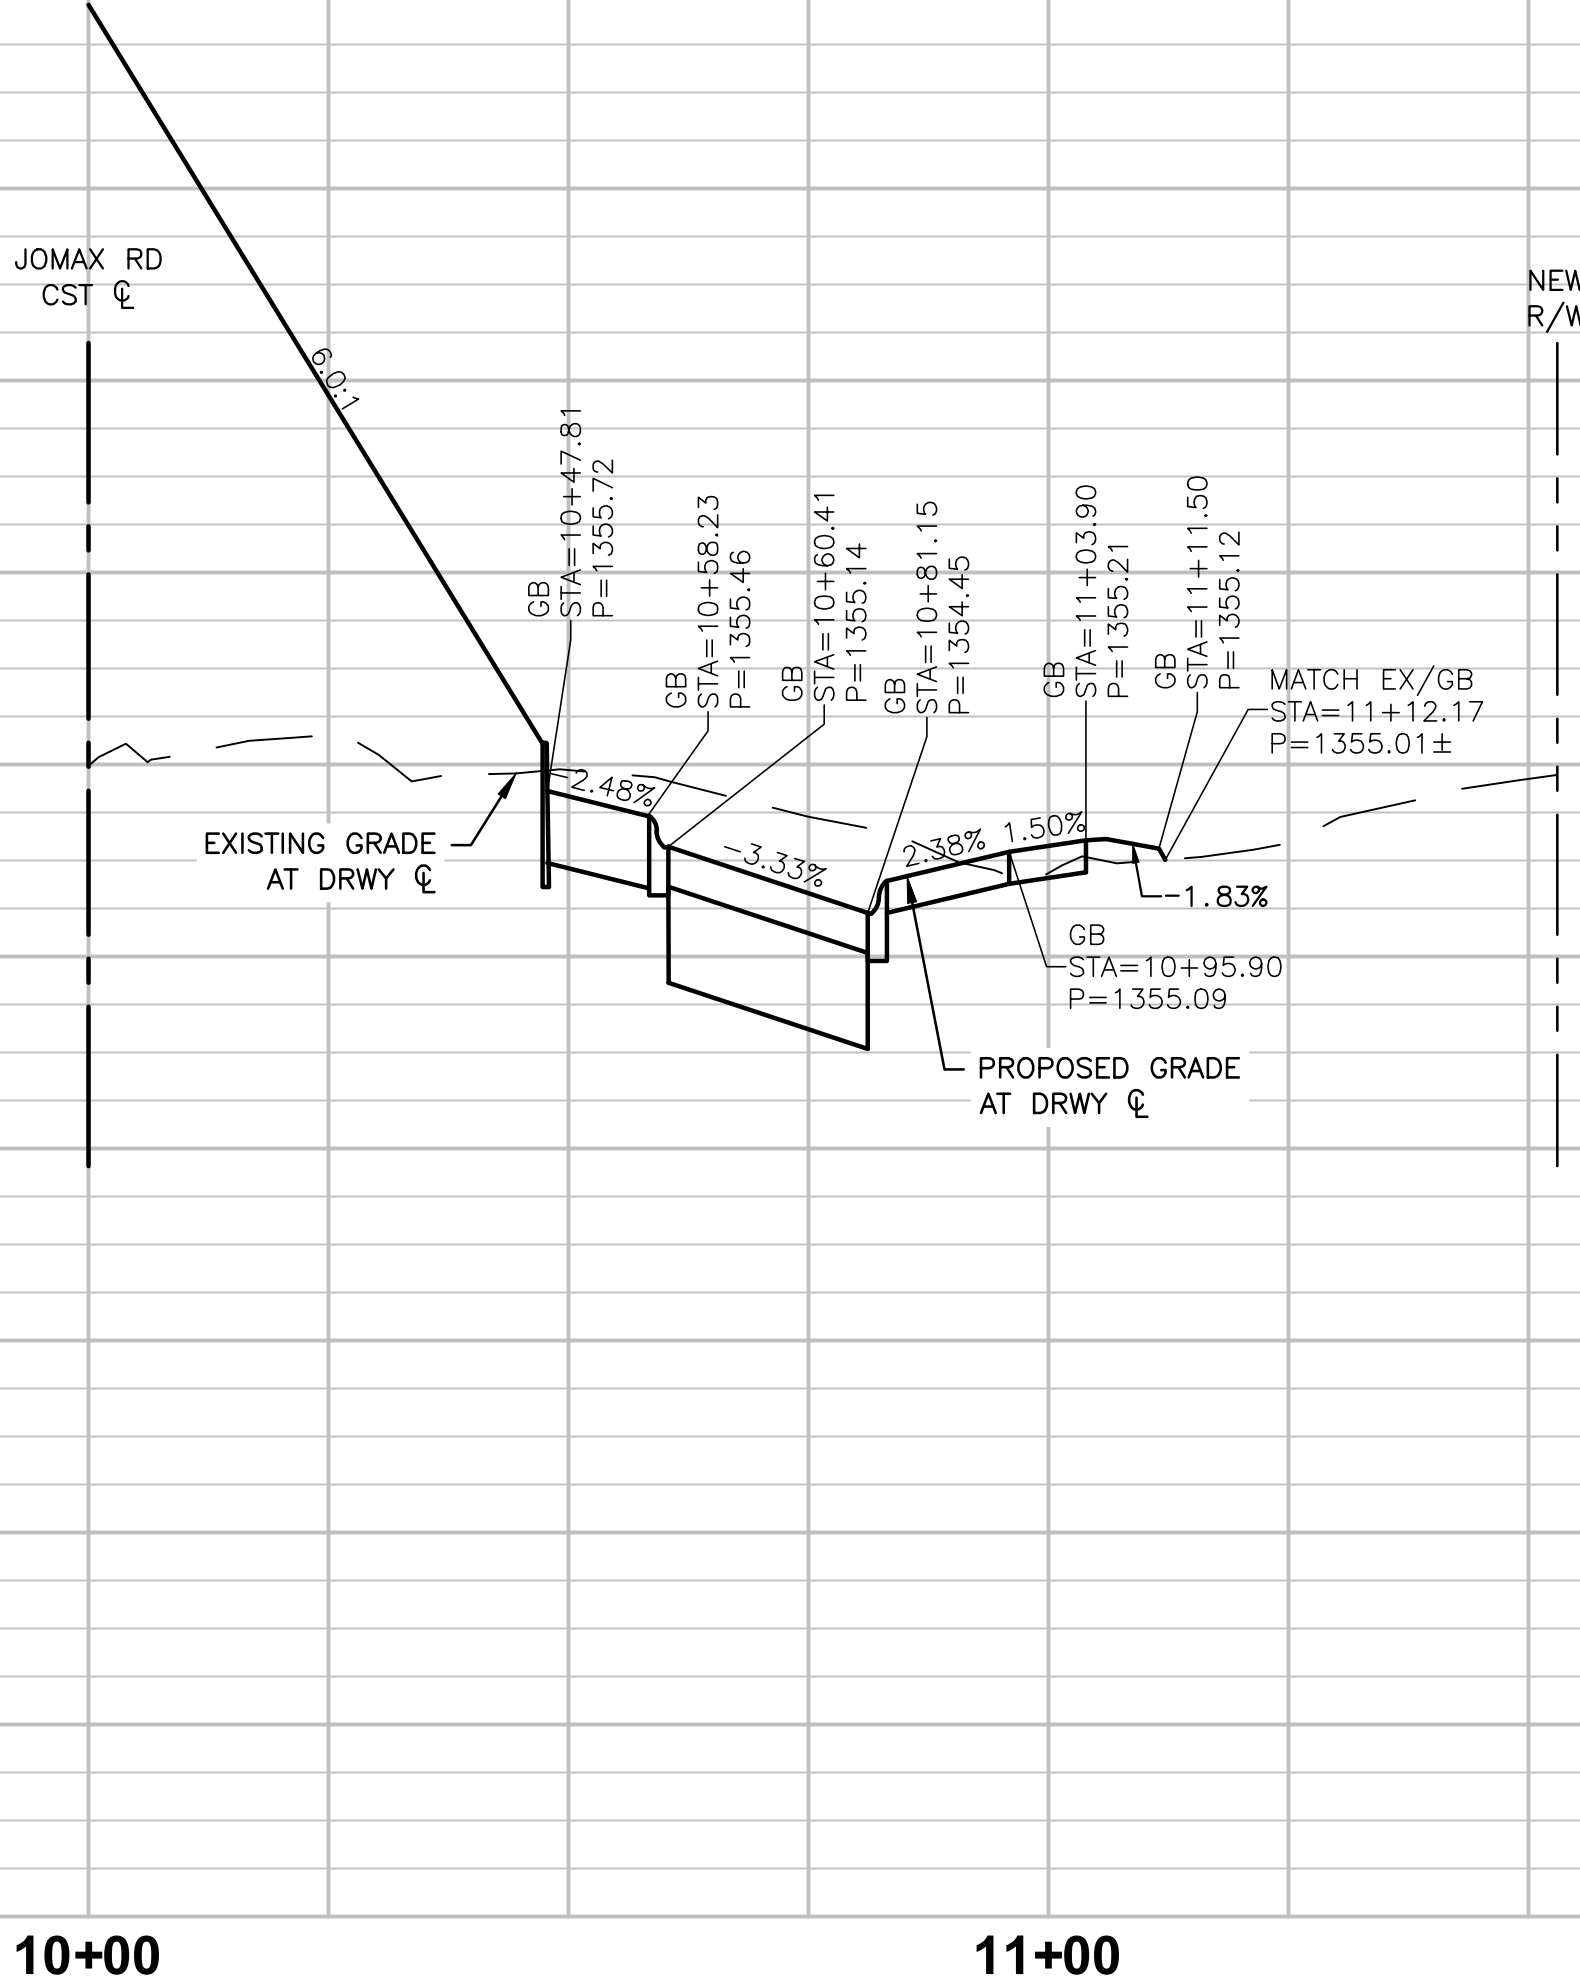 JOMAX RD
CST ℄
NEW
R/W
6.0:1
GB
STA=10+47.81
P=1355.72
GB
STA=10+58.23
P=1355.46
GB
STA=10+60.41
P=1355.14
GB
STA=10+81.15
P=1354.45
GB
STA=11+03.90
P=1355.21
GB
STA=11+11.50
P=1355.12
MATCH EX/GB
STA=11+12.17
P=1355.01±
-2.48%
-3.33%
2.38%
1.50%
-1.83%
EXISTING GRADE
AT DRWY ℄
GB
STA=10+95.90
P=1355.09
PROPOSED GRADE
AT DRWY ℄
10+00
11+00